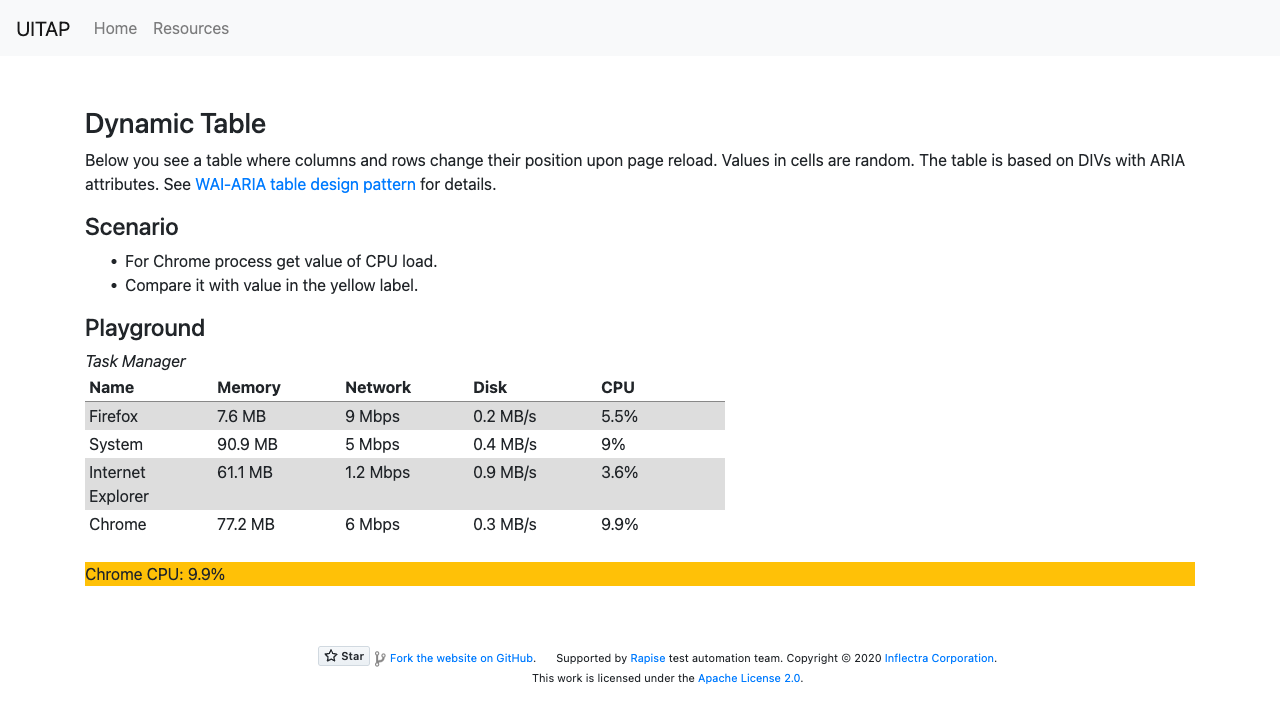 UITAP Home Resources
Dynamic Table
Below you see a table where columns and rows change their position upon page reload. Values in cells are random. The table is based on DIVs with ARIA
attributes. See WAI-ARIA table design pattern for details.
Scenario
• For Chrome process get value of CPU load.
• Compare it with value in the yellow label.
Playground
Task Manager
Name Memory Network Disk CPU
Firefox 7.6 MB 9 Mbps 0.2 MB/s 5.5%
System 90.9 MB 5 Mbps 0.4 MB/s 9%
Internet 61.1 MB 1.2 Mbps 0.9 MB/s 3.6%
Explorer
Chrome 77.2 MB 6 Mbps 0.3 MB/s 9.9%
Chrome CPU: 9.9%
Star Fork the website on GitHub. Supported by Rapise test automation team. Copyright © 2020 Inflectra Corporation.
This work is licensed under the Apache License 2.0.